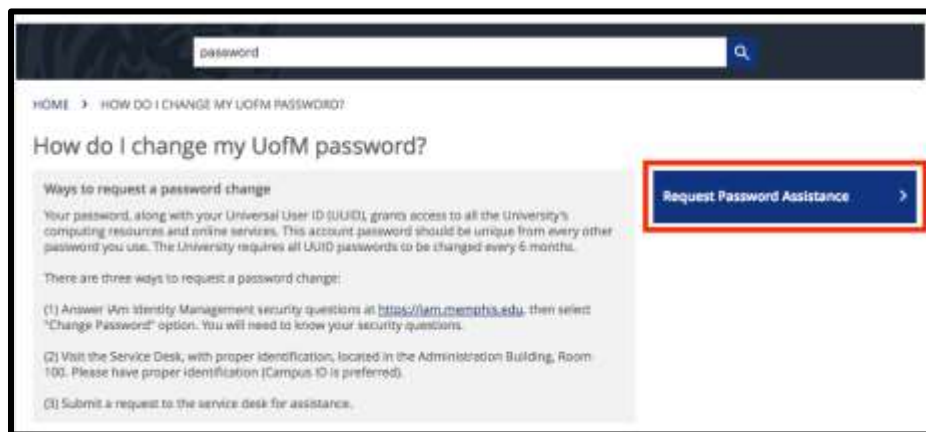 password
HOME > HOW DO I CHANGE MY UOFM PASSWORD?
How do I change my UofM password?
Ways to request a password change
Your password, along with your Universal User ID (UUID), grants access to all the University's
computing resources and online services. This account password should be unique from every other
password you use. The University requires all UUID passwords to be changed every 6 months.
There are three ways to request a password change:
(1) Answer iAm Identity Management security questions at https://iam.memphis.edu, then select
"Change Password" option. You will need to know your security questions.
(2) Visit the Service Desk, with proper identification, located in the Administration Building, Room
100. Please have proper identification (Campus ID is preferred).
(3) Submit a request to the service desk for assistance.
Request Password Assistance >